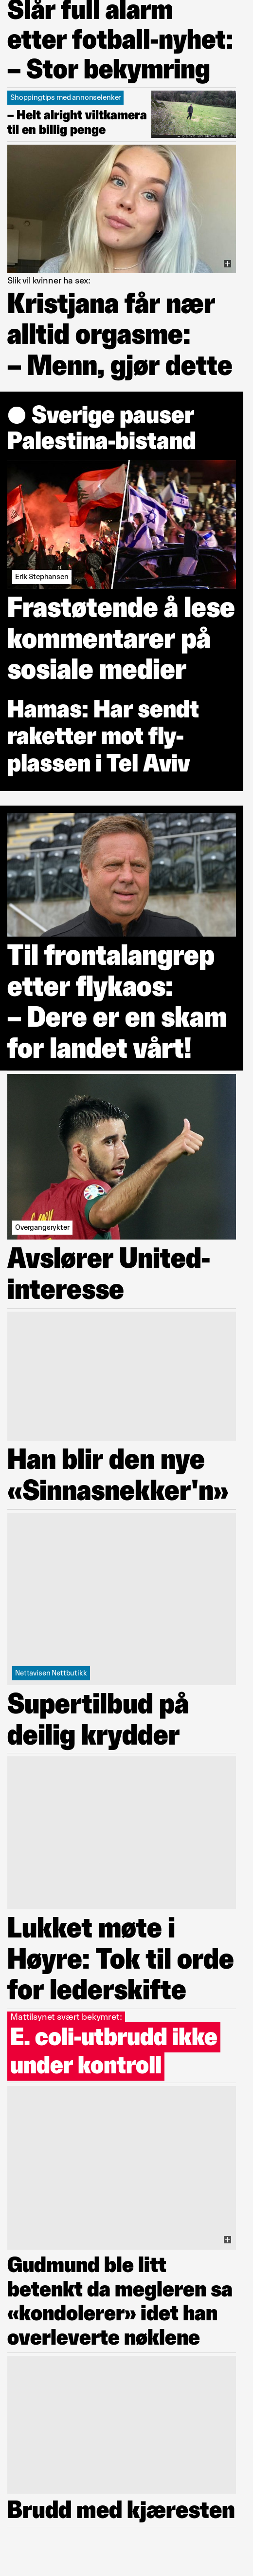 Slår full alarm
etter fotball-nyhet:
– Stor bekymring
Shoppingtips med annonselenker
– Helt alright viltkamera
til en billig penge
Slik vil kvinner ha sex:
Kristjana får nær
alltid orgasme:
– Menn, gjør dette
Sverige pauser
Palestina-bistand
Erik Stephansen
Frastøtende å lese
kommentarer på
sosiale medier
Hamas: Har sendt
raketter mot fly-
plassen i Tel Aviv
Til frontalangrep
etter flykaos:
– Dere er en skam
for landet vårt!
Overgangsrykter
Avslører United-
interesse
Han blir den nye
«Sinnasnekker'n»
Nettavisen Nettbutikk
Supertilbud på
deilig krydder
Lukket møte i
Høyre: Tok til orde
for lederskifte
Mattilsynet svært bekymret:
E. coli-utbrudd ikke
under kontroll
Gudmund ble litt
betenkt da megleren sa
«kondolerer» idet han
overleverte nøklene
Brudd med kjæresten